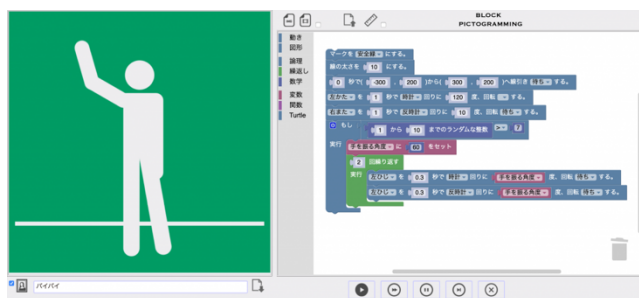 BLOCK
PICTOGRAMMING
動き
図形
論理
繰返し
数学
変数
関数
Turtle
マークを 安全緑 にする。
線の太さを 10 にする。
0 秒で( -300 , 200 )から( 300 , 200 )へ線引き 待ち する。
左かた を 1 秒で 時計 回りに 120 度、回転 する。
右また を 1 秒で 反時計 回りに 10 度、回転 する。
もし 1 から 10 までのランダムな整数 > 7
実行 手を振る角度 に 60 をセット
2 回繰り返す
実行 左ひじ を 0.3 秒で 時計 回りに 手を振る角度 度、回転 待ち する。
左ひじ を 0.3 秒で 反時計 回りに 手を振る角度 度、回転 待ち する。
バイバイ